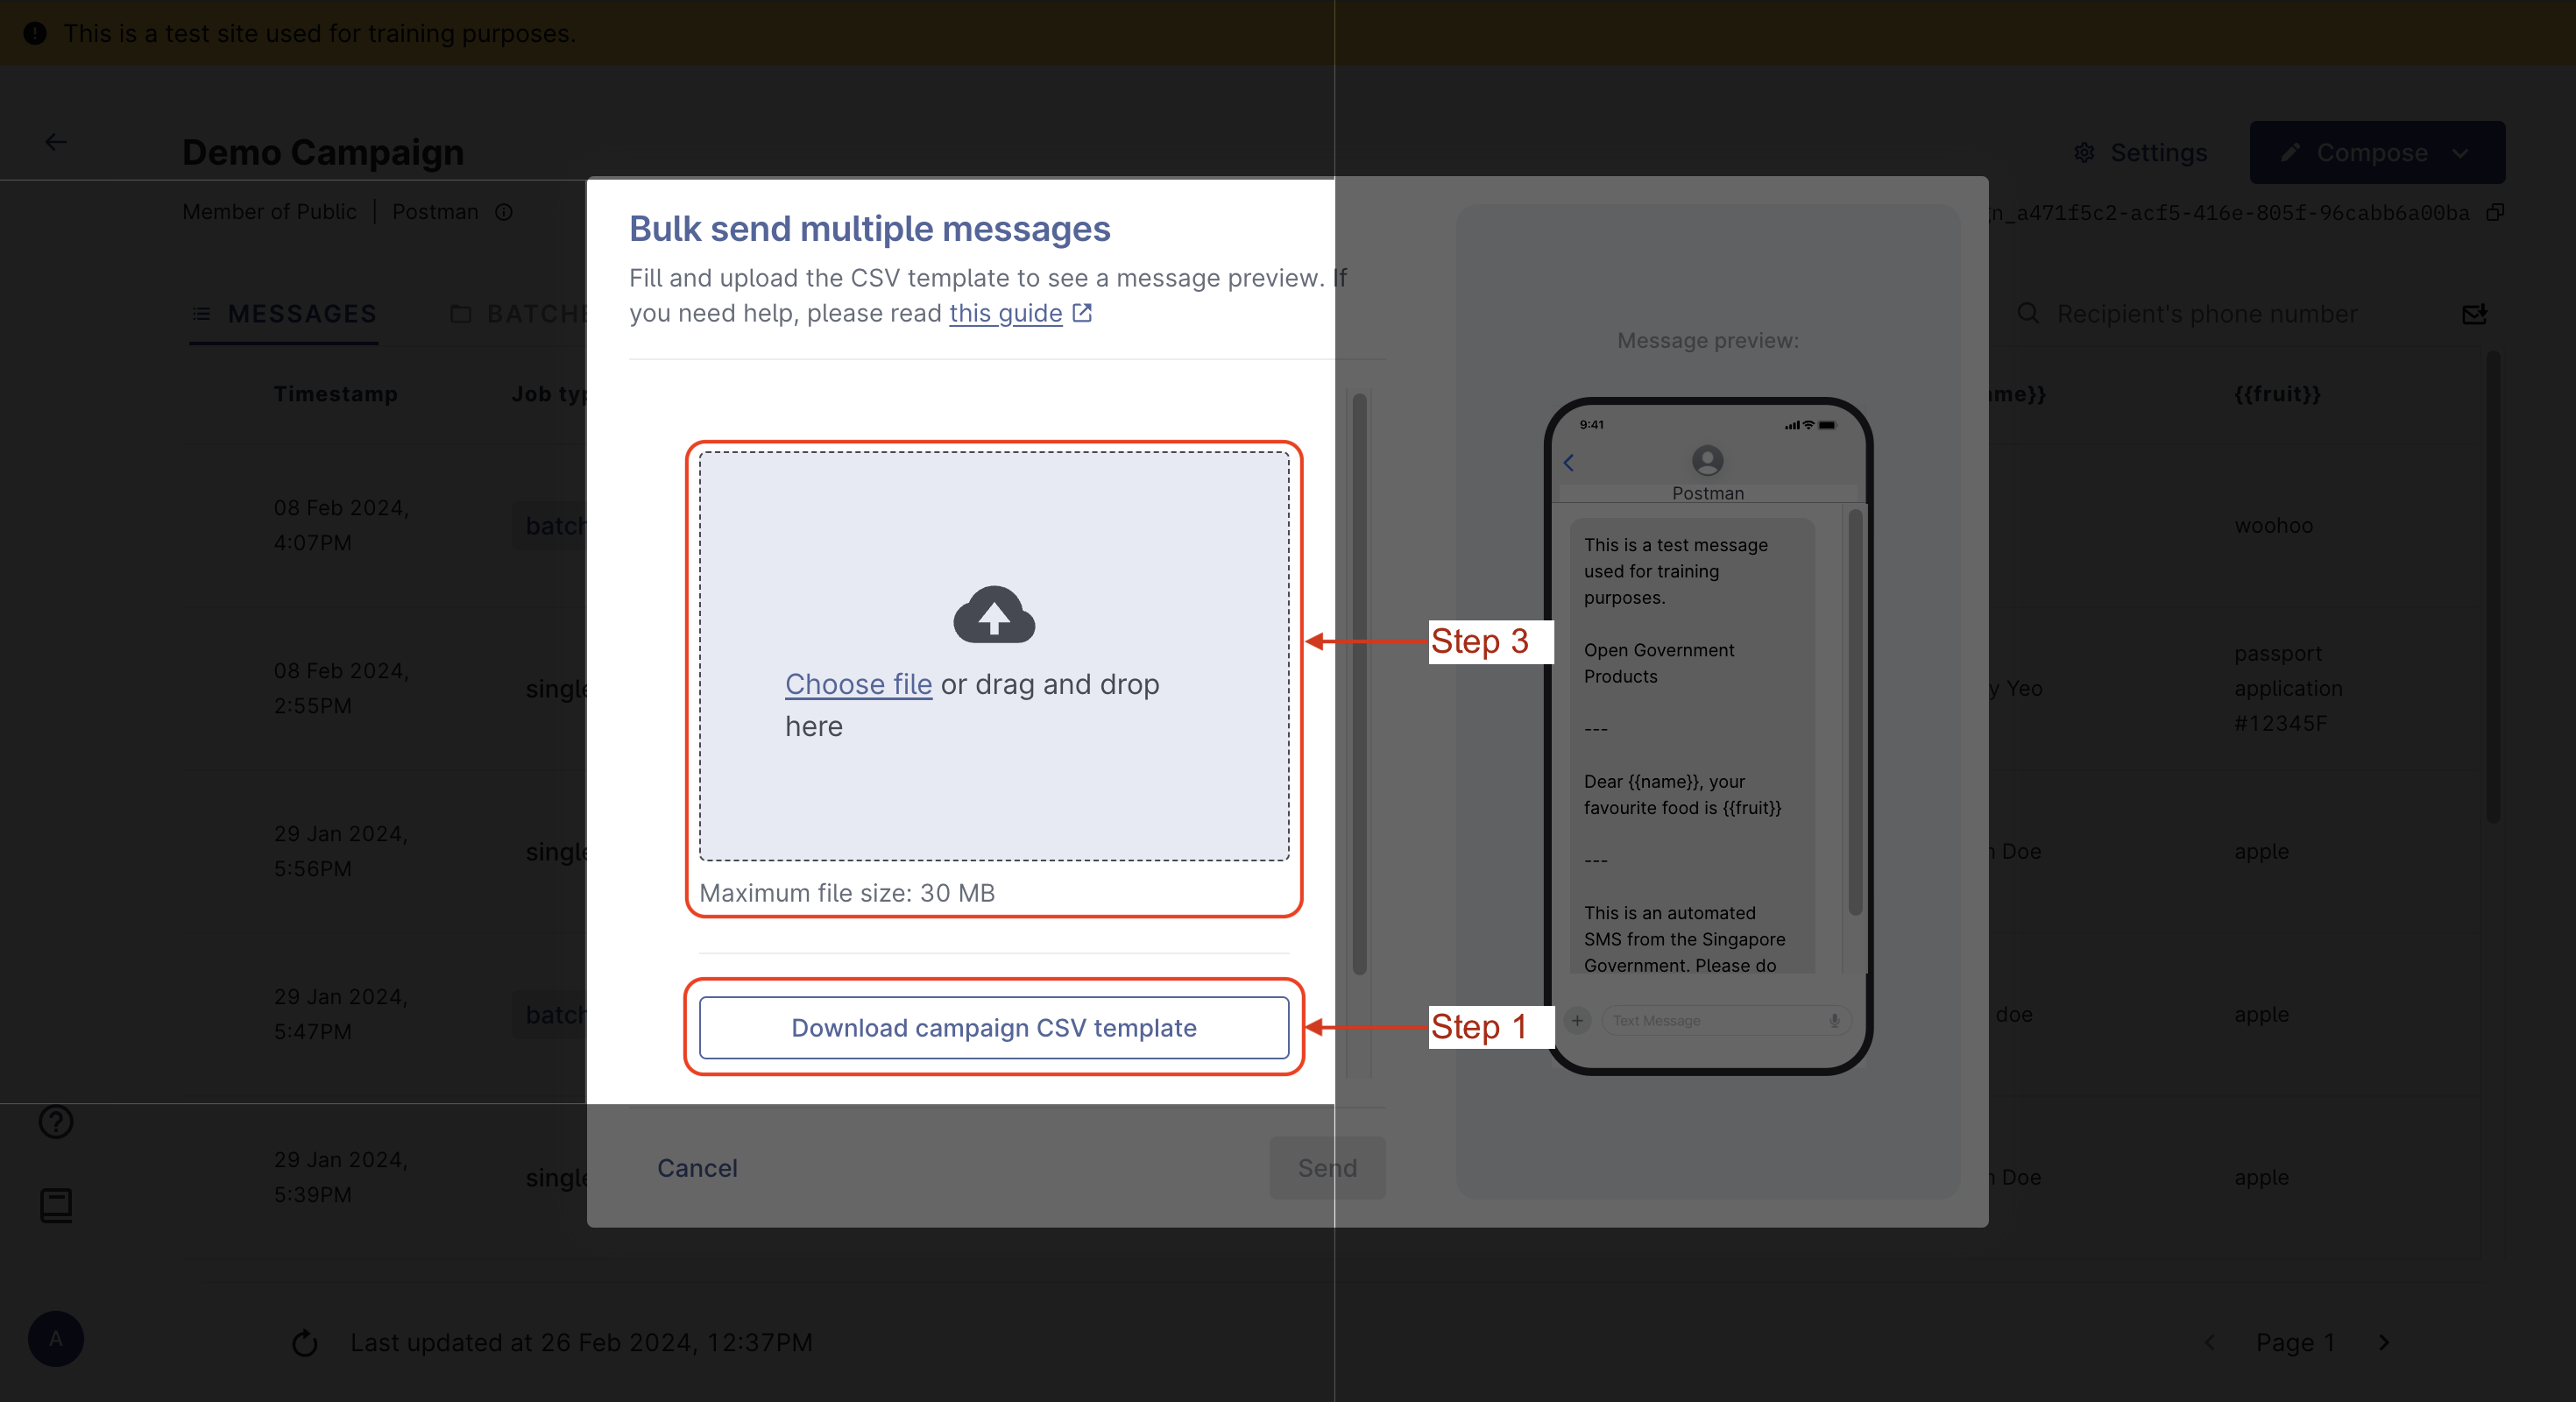 This is a test site used for training purposes.
Demo Campaign
Settings
Compose
Member of Public | Postman
n_a471f5c2-acf5-416e-805f-96cabb6a00ba
MESSAGES
BATCHE
Recipient's phone number
Timestamp
Job typ
ame}}
{{fruit}}
08 Feb 2024,
4:07PM
batch
woohoo
08 Feb 2024,
2:55PM
single
y Yeo
passport
application
#12345F
29 Jan 2024,
5:56PM
single
n Doe
apple
29 Jan 2024,
5:47PM
batch
doe
apple
29 Jan 2024,
5:39PM
single
n Doe
apple
A
Last updated at 26 Feb 2024, 12:37PM
Page 1
Bulk send multiple messages
Fill and upload the CSV template to see a message preview. If
you need help, please read this guide
Choose file or drag and drop
here
Maximum file size: 30 MB
Download campaign CSV template
Step 3
Step 1
Cancel
Send
Message preview:
9:41
Postman
This is a test message
used for training
purposes.
Open Government
Products
---
Dear {{name}}, your
favourite food is {{fruit}}
---
This is an automated
SMS from the Singapore
Government. Please do
Text Message